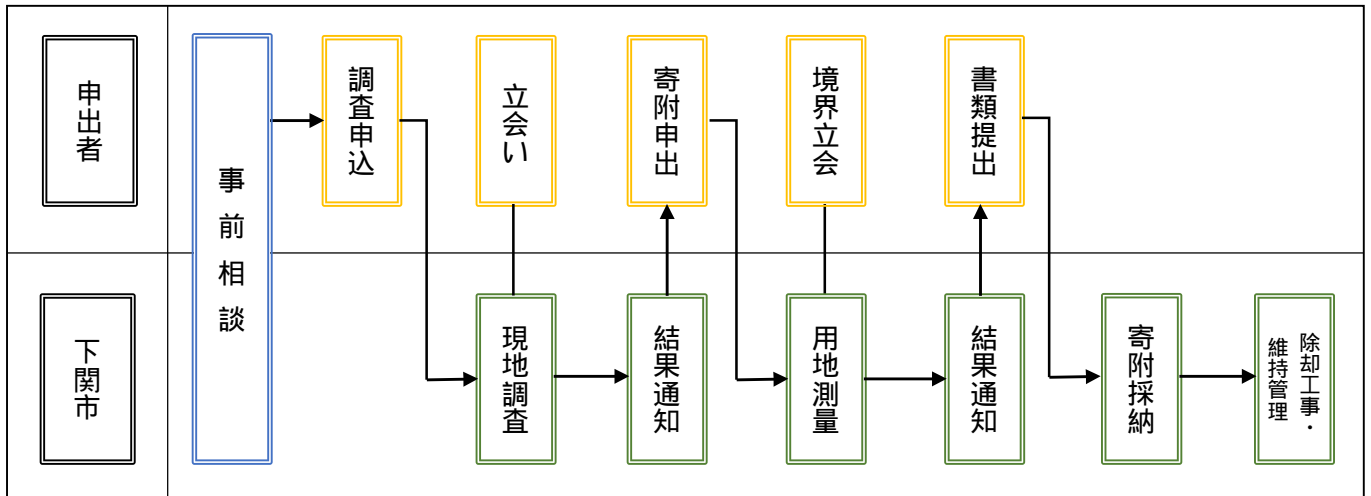 申出者
事前相談
調査申込
立会い
寄附申出
境界立会
書類提出
下関市
現地調査
結果通知
用地測量
結果通知
寄附採納
除却工事・
維持管理